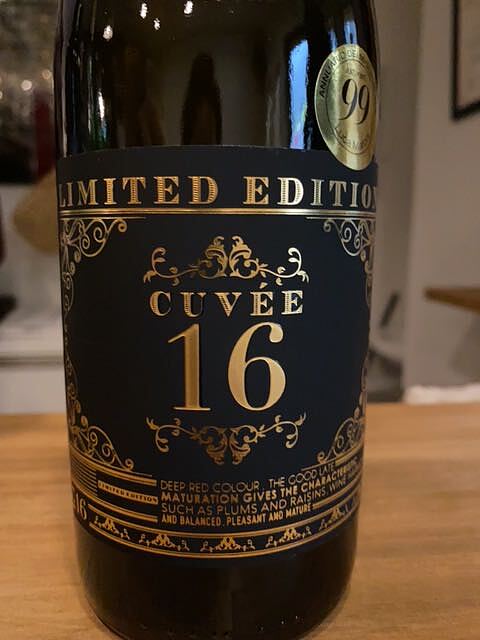 99
LIMITED EDITION
CUVÉE
16
DEEP RED COLOUR. THE GOOD LATE
MATURATION GIVES THE
SUCH AS PLUMS AND RAISINS. WINE
AND BALANCED, PLEASANT AND MATURE
LIMITED EDITION
16